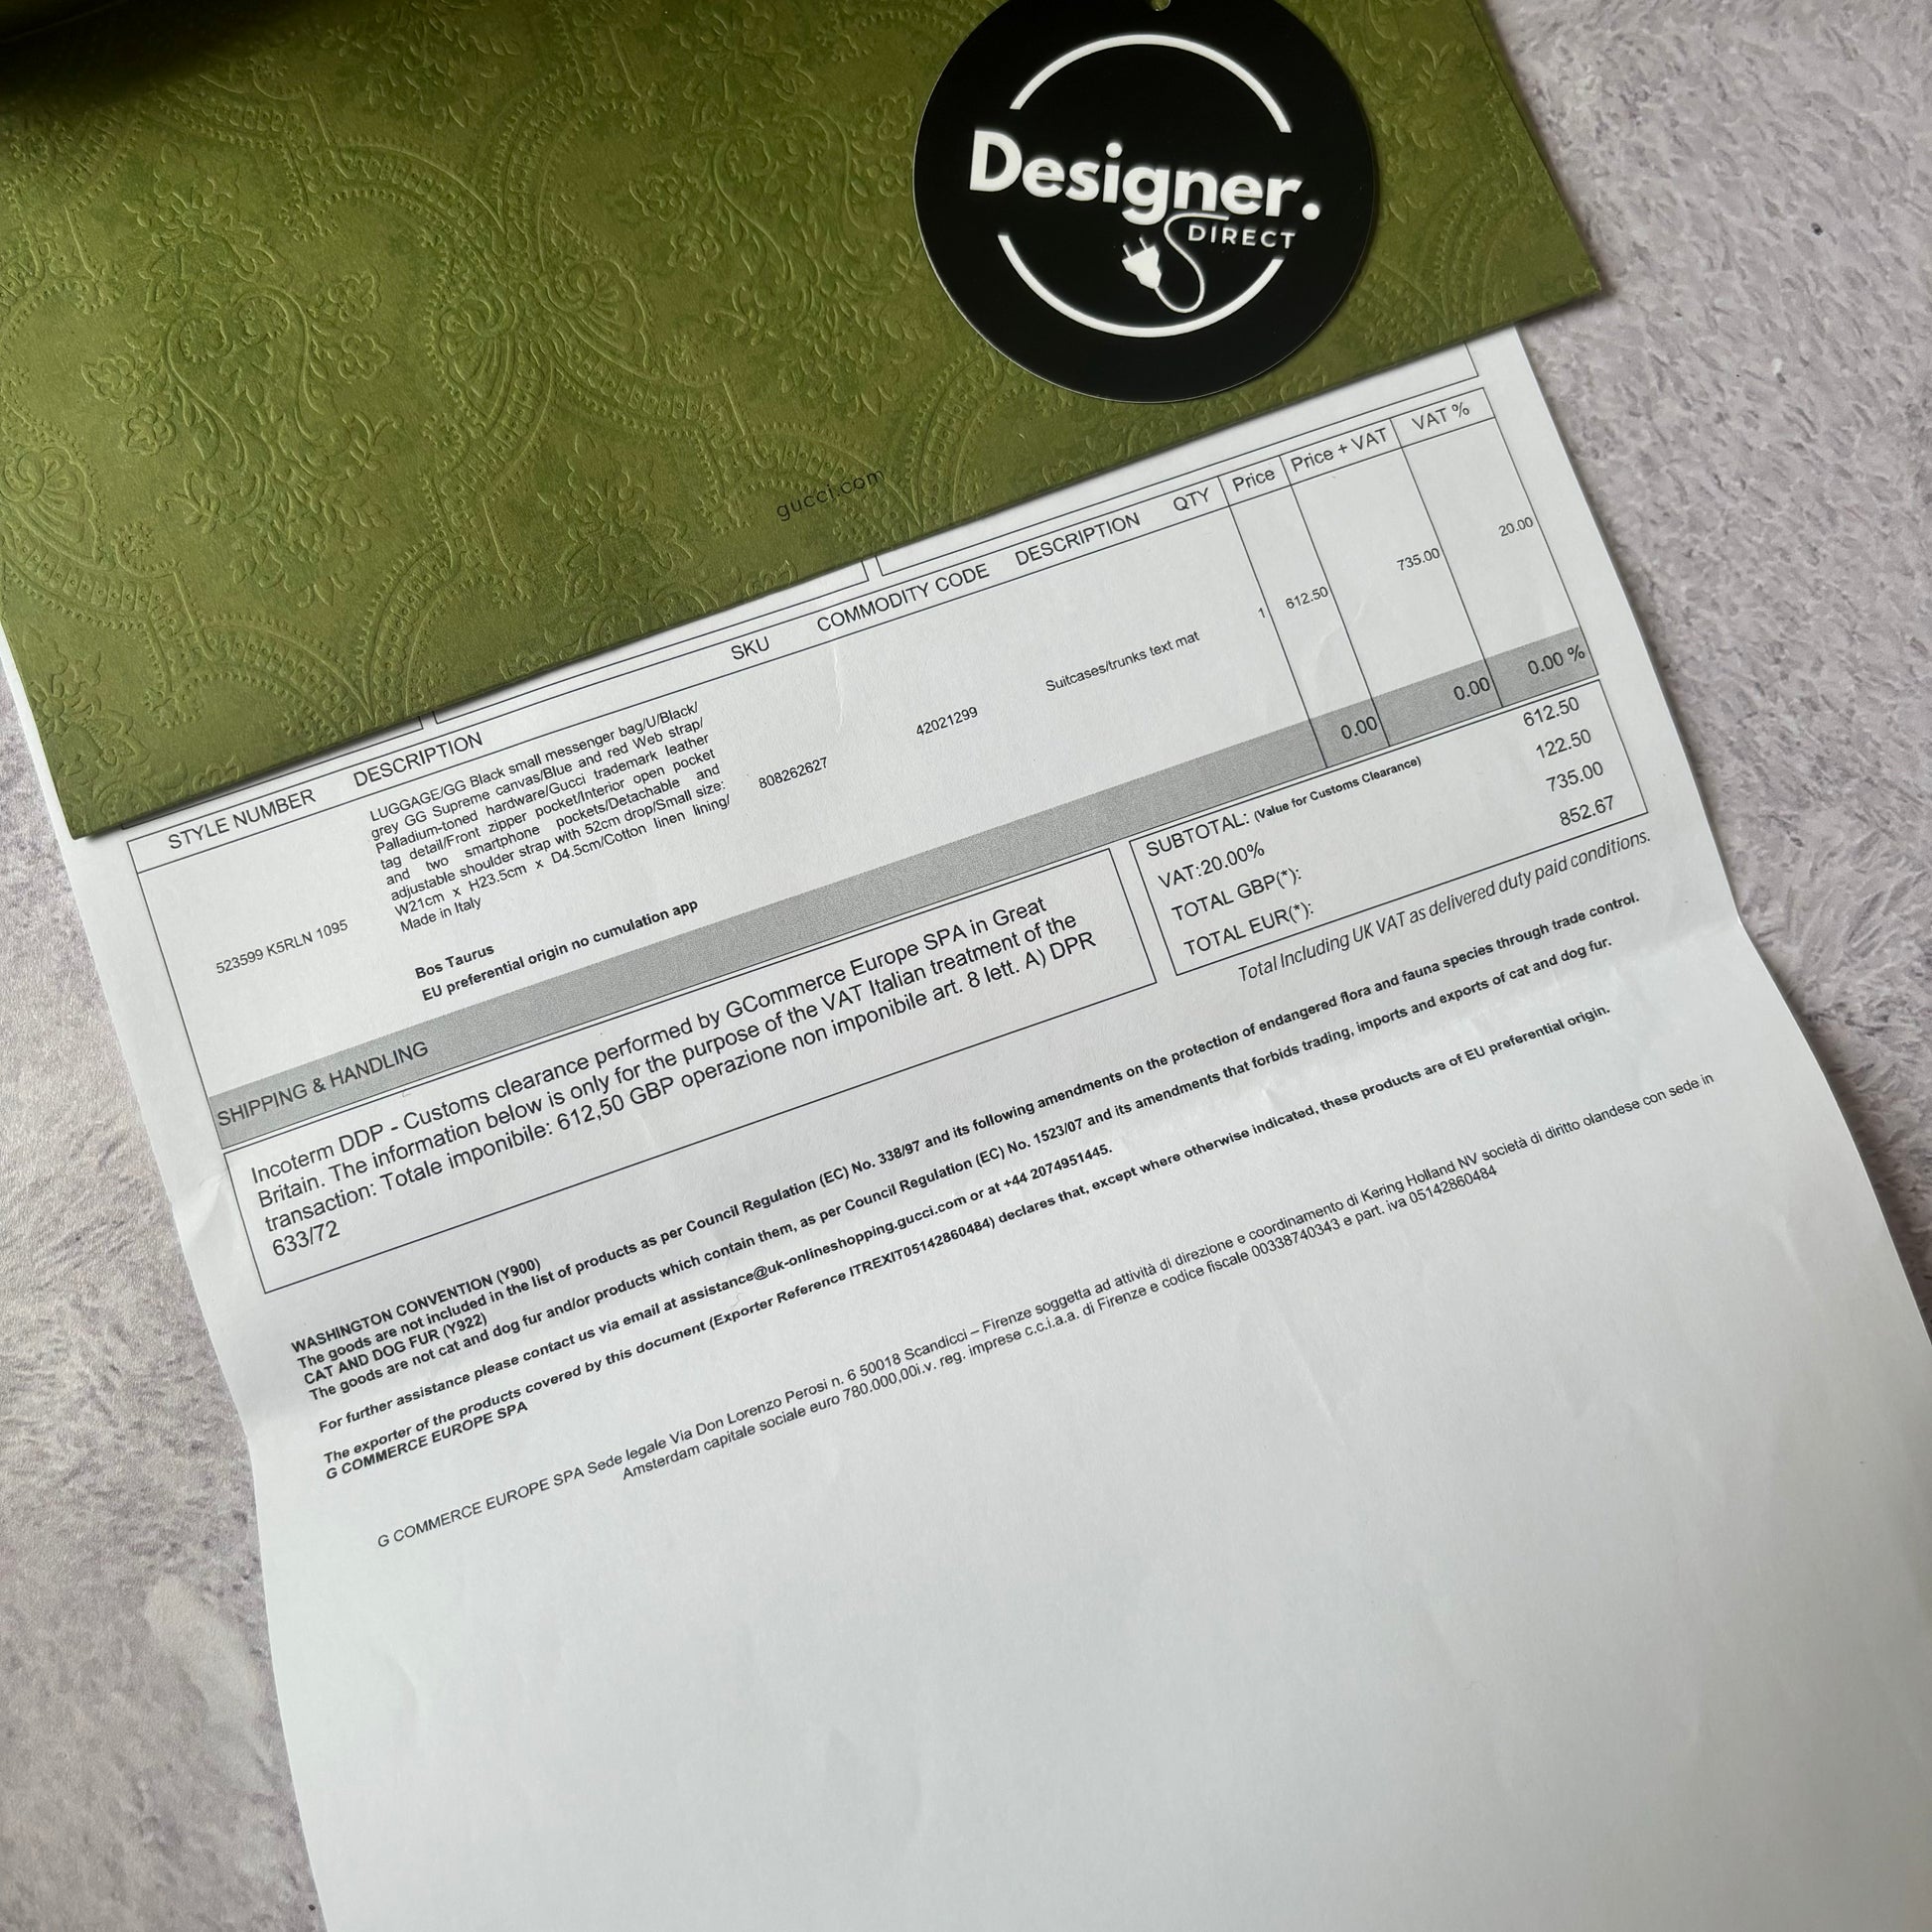 Designer.
DIRECT
gucci.com
STYLE NUMBER DESCRIPTION SKU COMMODITY CODE DESCRIPTION QTY Price Price + VAT VAT %
523599 K5RLN 1095
LUGGAGE/GG Black small messenger bag/U/Black/
grey GG Supreme canvas/Blue and red Web strap/
Palladium-toned hardware/Gucci trademark leather
tag detail/Front zipper pocket/Interior open pocket
and two smartphone pockets/Detachable and
adjustable shoulder strap with 52cm drop/Small size:
W21cm x H23.5cm x D4.5cm/Cotton linen lining/
Made in Italy
Bos Taurus
EU preferential origin no cumulation app
808262627
42021299
Suitcases/trunks text mat
1
612.50
735.00
20.00
SHIPPING & HANDLING 0.00 0.00 0.00 %
Incoterm DDP - Customs clearance performed by GCommerce Europe SPA in Great
Britain. The information below is only for the purpose of the VAT Italian treatment of the
transaction: Totale imponibile: 612,50 GBP operazione non imponibile art. 8 lett. A) DPR
633/72
SUBTOTAL: (Value for Customs Clearance) 612.50
VAT:20.00% 122.50
TOTAL GBP(*): 735.00
TOTAL EUR(*): 852.67
Total Including UK VAT as delivered duty paid conditions.
WASHINGTON CONVENTION (Y900)
The goods are not included in the list of products as per Council Regulation (EC) No. 338/97 and its following amendments on the protection of endangered flora and fauna species through trade control.
CAT AND DOG FUR (Y922)
The goods are not cat and dog fur and/or products which contain them, as per Council Regulation (EC) No. 1523/07 and its amendments that forbids trading, imports and exports of cat and dog fur.
For further assistance please contact us via email at assistance@uk-onlineshopping.gucci.com or at +44 2074951445.
The exporter of the products covered by this document (Exporter Reference ITREXIT05142860484) declares that, except where otherwise indicated, these products are of EU preferential origin.
G COMMERCE EUROPE SPA
G COMMERCE EUROPE SPA Sede legale Via Don Lorenzo Perosi n. 6 50018 Scandicci – Firenze soggetta ad attività di direzione e coordinamento di Kering Holland NV società di diritto olandese con sede in
Amsterdam capitale sociale euro 780.000,00i.v. reg. imprese c.c.i.a.a. di Firenze e codice fiscale 00338740343 e part. iva 05142860484